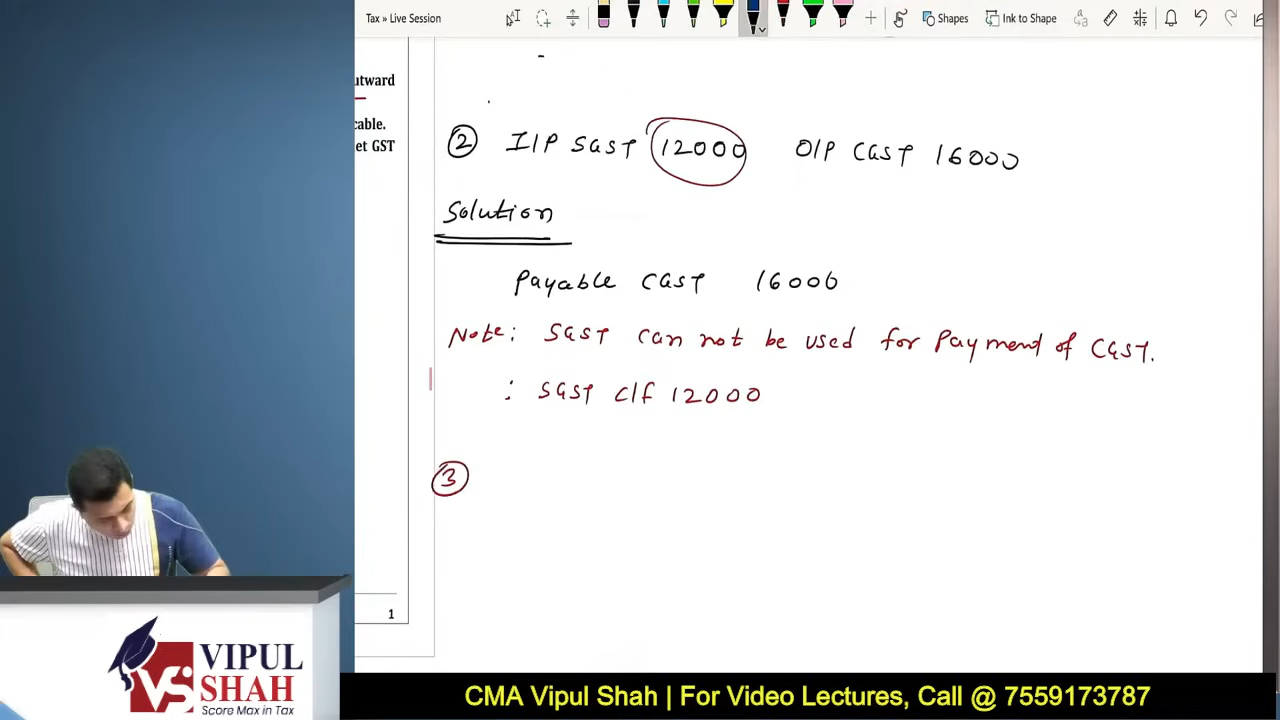 Tax » Live Session
Shapes
Ink to Shape
utward
cable.
et GST
② I/P SGST 12000 O/P CGST 16000
Solution
Payable CGST 16000
Note: SGST can not be used for Payment of CGST.
: SGST c/f 12000
③
1
VIPUL
SHAH
Score Max in Tax
CMA Vipul Shah | For Video Lectures, Call @ 7559173787